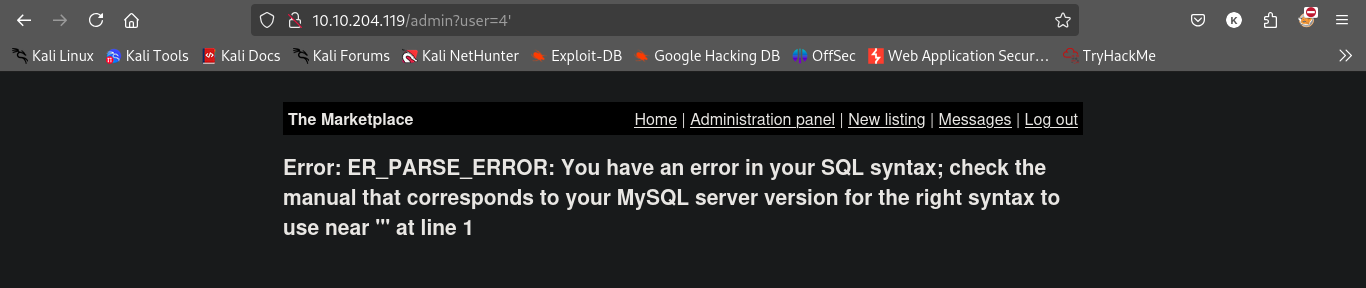 10.10.204.119/admin?user=4'
K
Kali Linux Kali Tools Kali Docs Kali Forums Kali NetHunter Exploit-DB Google Hacking DB OffSec Web Application Secur… TryHackMe
The Marketplace Home | Administration panel | New listing | Messages | Log out
Error: ER_PARSE_ERROR: You have an error in your SQL syntax; check the
manual that corresponds to your MySQL server version for the right syntax to
use near ''' at line 1